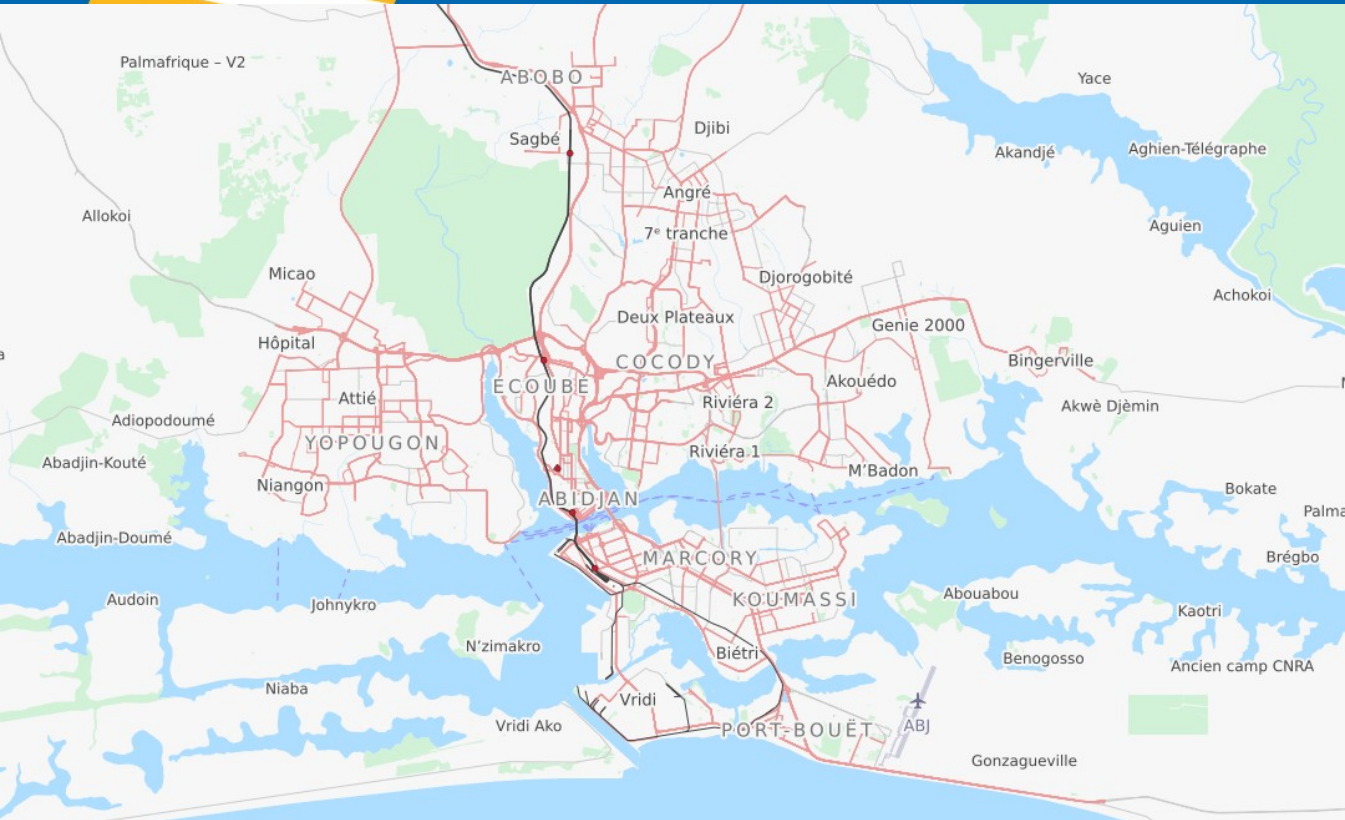 Palmafrique – V2
ABOBO
Yace
Sagbé
Djibi
Akandjé
Aghien-Télégraphe
Angré
Allokoi
7e tranche
Aguien
Micao
Djorogobité
Achokoi
Deux Plateaux
Genie 2000
Hôpital
a
COCODY
Bingerville
ÉCOUBÉ
Akouédo
Attié
Riviéra 2
Akwè Djèmin
Adiopodoumé
YOPOUGON
Riviéra 1
Abadjin-Kouté
M'Badon
Niangon
Bokate
ABIDJAN
Palma
Abadjin-Doumé
MARCORY
Brégbo
Audoin
Johnykro
KOUMASSI
Abouabou
Kaotri
N'zimakro
Biétri
Benogosso
Ancien camp CNRA
Niaba
Vridi
Vridi Ako
PORT-BOUËT
ABJ
Gonzagueville